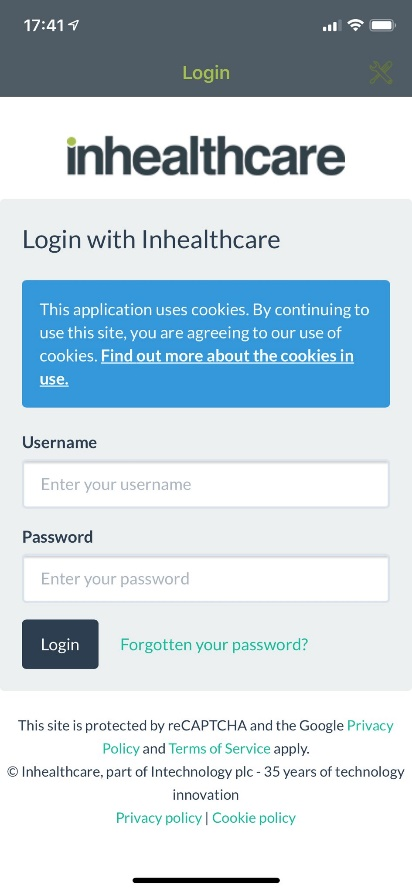 17:41
Login
inhealthcare
Login with Inhealthcare
This application uses cookies. By continuing to
use this site, you are agreeing to our use of
cookies. Find out more about the cookies in
use.
Username
Enter your username
Password
Enter your password
Login Forgotten your password?
This site is protected by reCAPTCHA and the Google Privacy
Policy and Terms of Service apply.
© Inhealthcare, part of Intechnology plc - 35 years of technology
innovation
Privacy policy | Cookie policy